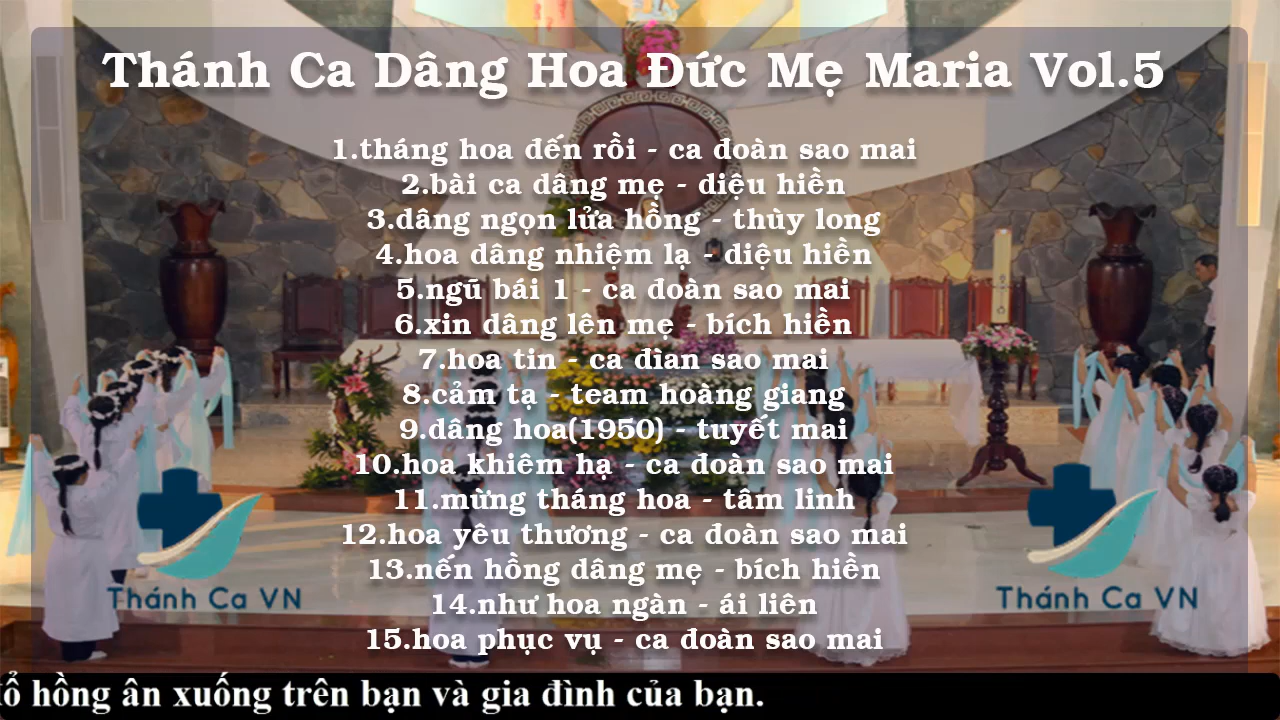 Thánh Ca Dâng Hoa Đức Mẹ Maria Vol.5
1.tháng hoa đến rồi - ca đoàn sao mai
2.bài ca dâng mẹ - diệu hiền
3.dâng ngọn lửa hồng - thùy long
4.hoa dâng nhiệm lạ - diệu hiền
5.ngũ bái 1 - ca đoàn sao mai
6.xin dâng lên mẹ - bích hiền
7.hoa tin - ca đian sao mai
8.cảm tạ - team hoàng giang
9.dâng hoa(1950) - tuyết mai
10.hoa khiêm hạ - ca đoàn sao mai
11.mừng tháng hoa - tâm linh
12.hoa yêu thương - ca đoàn sao mai
13.nến hồng dâng mẹ - bích hiền
14.như hoa ngàn - ái liên
15.hoa phục vụ - ca đoàn sao mai
Thánh Ca VN
Thánh Ca VN
đổ hồng ân xuống trên bạn và gia đình của bạn.